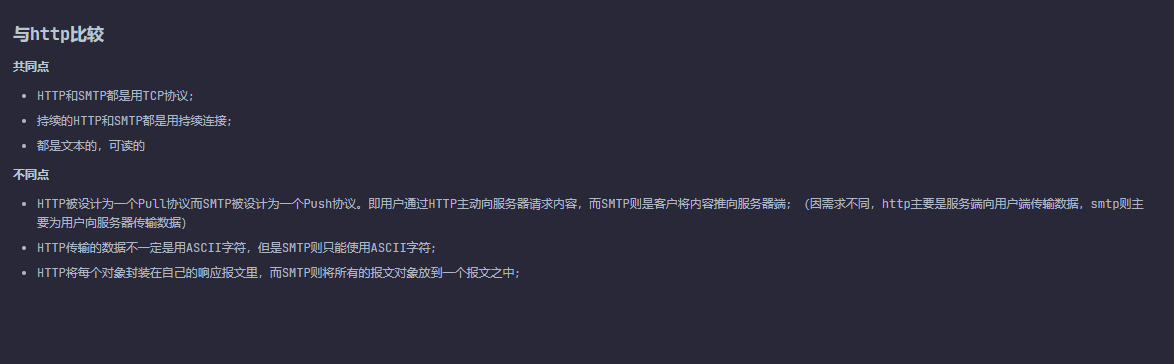 与http比较
共同点
• HTTP和SMTP都是用TCP协议;
• 持续的HTTP和SMTP都是用持续连接;
• 都是文本的, 可读的
不同点
• HTTP被设计为一个Pull协议而SMTP被设计为一个Push协议。即用户通过HTTP主动向服务器请求内容, 而SMTP则是客户将内容推向服务器端; (因需求不同, http主要是服务端向用户端传输数据, smtp则主
要为用户向服务器传输数据)
• HTTP传输的数据不一定是用ASCII字符, 但是SMTP则只能使用ASCII字符;
• HTTP将每个对象封装在自己的响应报文里, 而SMTP则将所有的报文对象放到一个报文之中;